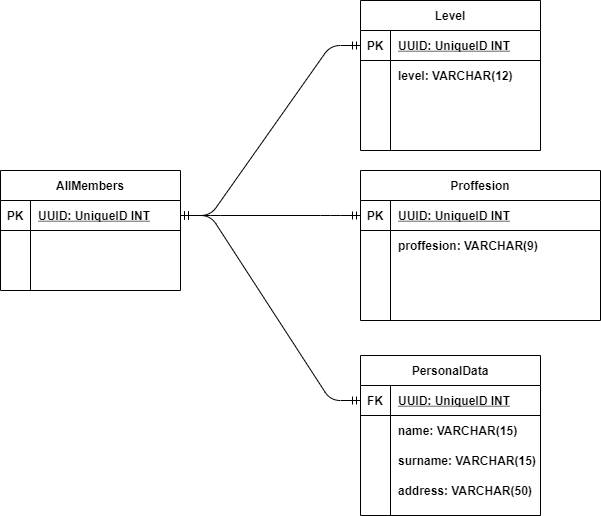 Level
PK UUID: UniqueID INT
level: VARCHAR(12)
AllMembers
PK UUID: UniqueID INT
Proffesion
PK UUID: UniqueID INT
proffesion: VARCHAR(9)
PersonalData
FK UUID: UniqueID INT
name: VARCHAR(15)
surname: VARCHAR(15)
address: VARCHAR(50)